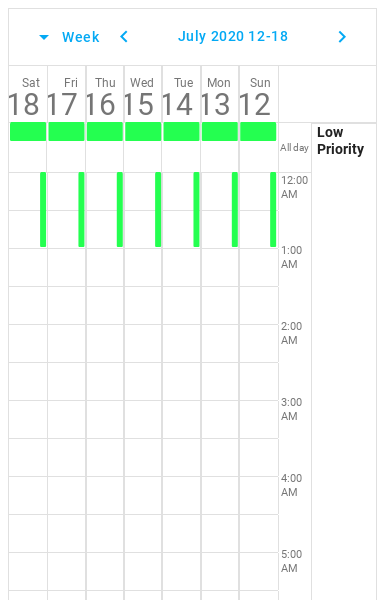 Week
July 2020 12-18
Sat Fri Thu Wed Tue Mon Sun
18 17 16 15 14 13 12
All day
Low
Priority
12:00
AM
1:00
AM
2:00
AM
3:00
AM
4:00
AM
5:00
AM